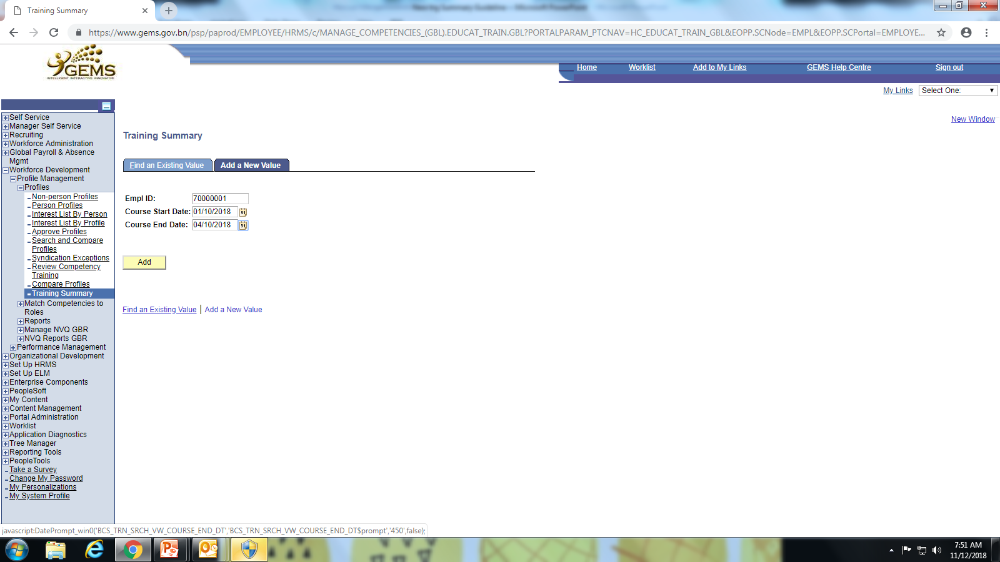 Training Summary
https://www.gems.gov.bn/psp/paprod/EMPLOYEE/HRMS/c/MANAGE_COMPETENCIES_(GBL).EDUCAT_TRAIN.GBL?PORTALPARAM_PTCNAV=HC_EDUCAT_TRAIN_GBL&EOPP.SCNode=EMPL&EOPP.SCPortal=EMPLOYE...
GEMS
INTELLIGENT. INTERACTIVE. INNOVATIVE.
Home Worklist Add to My Links GEMS Help Centre Sign out
My Links Select One:
New Window
Self Service
Manager Self Service
Recruiting
Workforce Administration
Global Payroll & Absence
Mgmt
Workforce Development
Profile Management
Profiles
Non-person Profiles
Person Profiles
Interest List By Person
Interest List By Profile
Approve Profiles
Search and Compare
Profiles
Syndication Exceptions
Review Competency
Training
Compare Profiles
Training Summary
Match Competencies to
Roles
Reports
Manage NVQ GBR
NVQ Reports GBR
Performance Management
Organizational Development
Set Up HRMS
Set Up ELM
Enterprise Components
PeopleSoft
My Content
Content Management
Portal Administration
Worklist
Application Diagnostics
Tree Manager
Reporting Tools
PeopleTools
Take a Survey
Change My Password
My Personalizations
My System Profile
Training Summary
Find an Existing Value Add a New Value
Empl ID: 70000001
Course Start Date: 01/10/2018
Course End Date: 04/10/2018
Add
Find an Existing Value | Add a New Value
javascript:DatePrompt_win0('BCS_TRN_SRCH_VW_COURSE_END_DT','BCS_TRN_SRCH_VW_COURSE_END_DT$prompt','450',false);
7:51 AM
11/12/2018